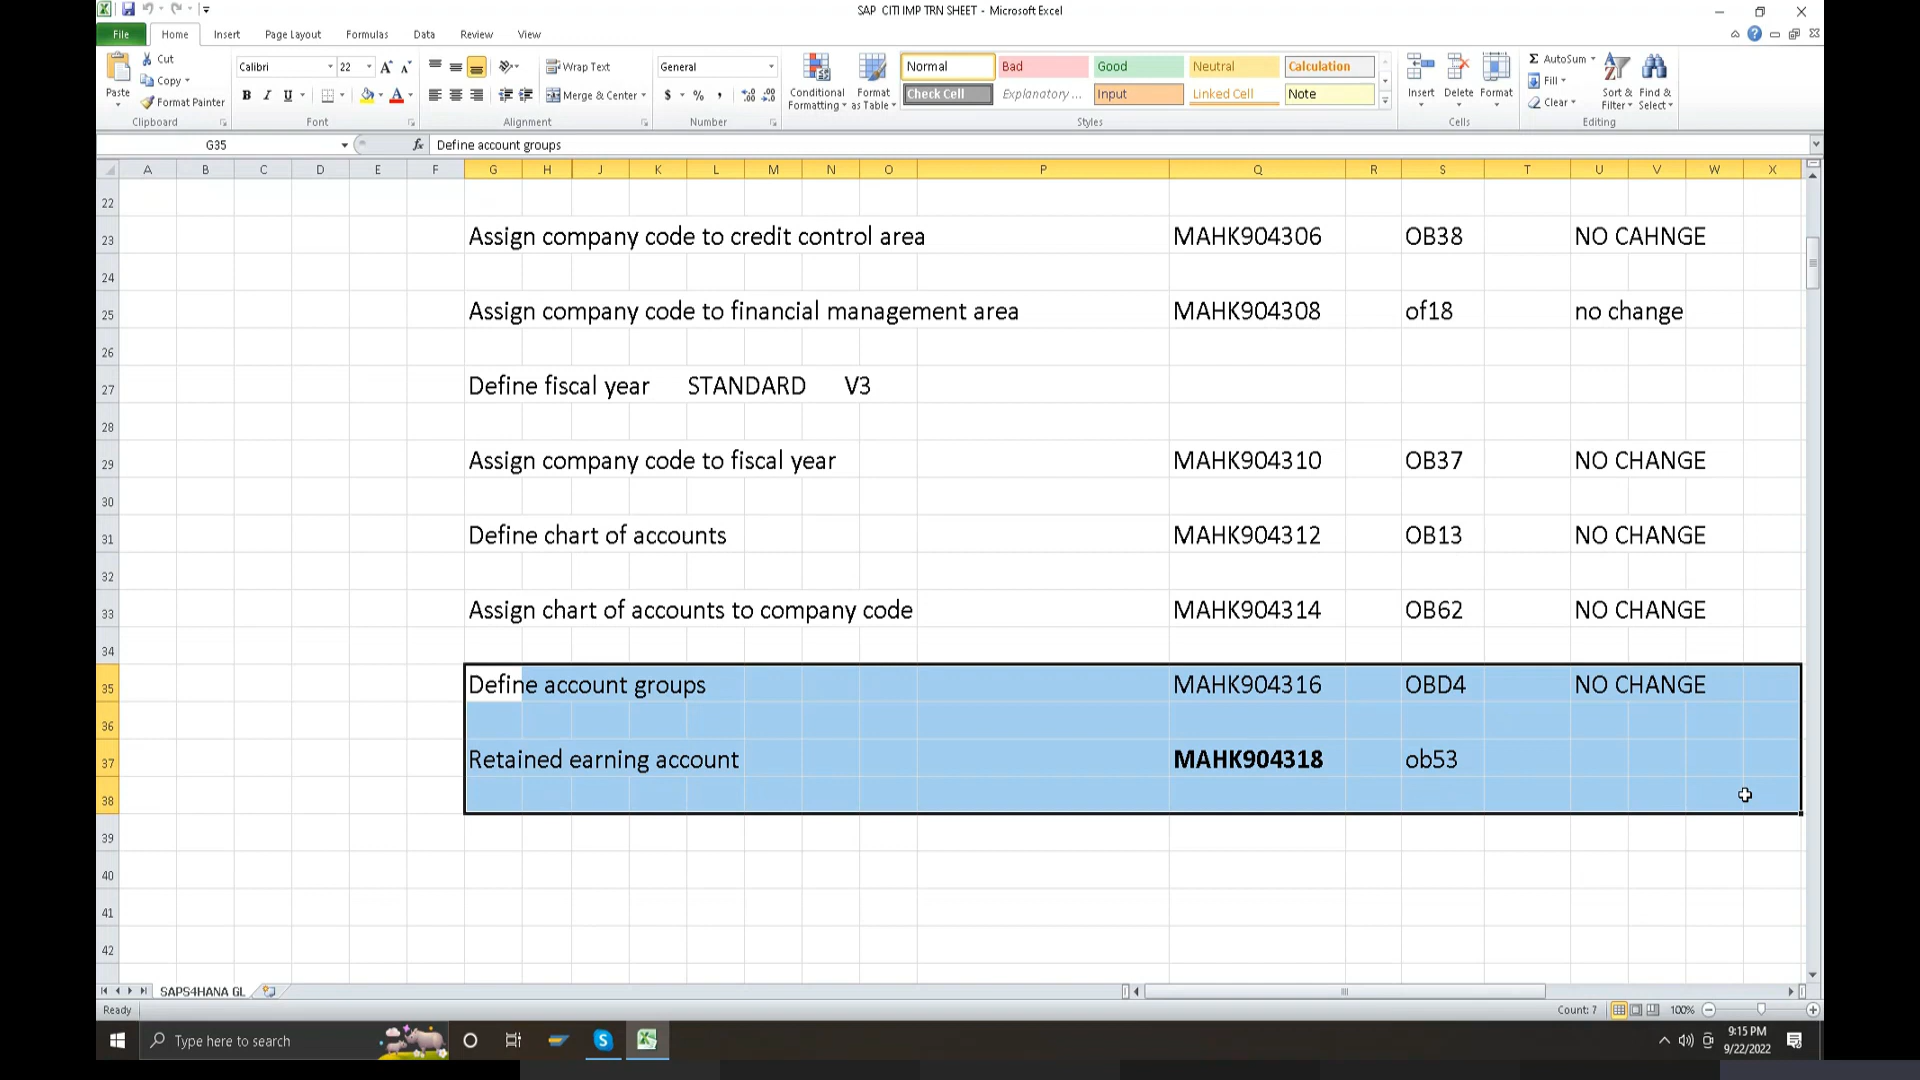 SAP CITI IMP TRN SHEET - Microsoft Excel
File Home Insert Page Layout Formulas Data Review View
Paste
Cut
Copy
Format Painter
Clipboard
Calibri 22
B I U
Font
Wrap Text
Merge & Center
Alignment
General
$ % ,
Number
Conditional Formatting
Format as Table
Normal Bad Good Neutral Calculation
Check Cell Explanatory ... Input Linked Cell Note
Styles
Insert Delete Format
Cells
Σ AutoSum
Fill
Clear
Sort & Filter
Find & Select
Editing
G35 fx Define account groups
A B C D E F G H J K L M N O P Q R S T U V W X
22
23 Assign company code to credit control area MAHK904306 OB38 NO CAHNGE
24
25 Assign company code to financial management area MAHK904308 of18 no change
26
27 Define fiscal year STANDARD V3
28
29 Assign company code to fiscal year MAHK904310 OB37 NO CHANGE
30
31 Define chart of accounts MAHK904312 OB13 NO CHANGE
32
33 Assign chart of accounts to company code MAHK904314 OB62 NO CHANGE
34
35 Define account groups MAHK904316 OBD4 NO CHANGE
36
37 Retained earning account MAHK904318 ob53
38
39
40
41
42
SAPS4HANA GL
Ready Count: 7 100%
Type here to search
9:15 PM
9/22/2022